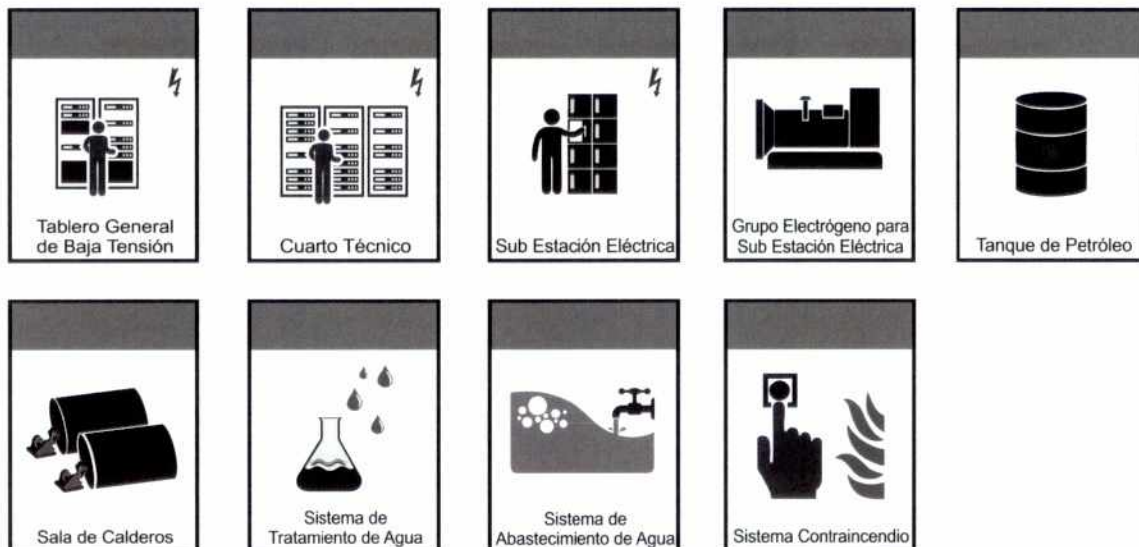 Tablero General
de Baja Tensión
Cuarto Técnico
Sub Estación Eléctrica
Grupo Electrógeno para
Sub Estación Eléctrica
Tanque de Petróleo
Sala de Calderos
Sistema de
Tratamiento de Agua
Sistema de
Abastecimiento de Agua
Sistema Contraincendio